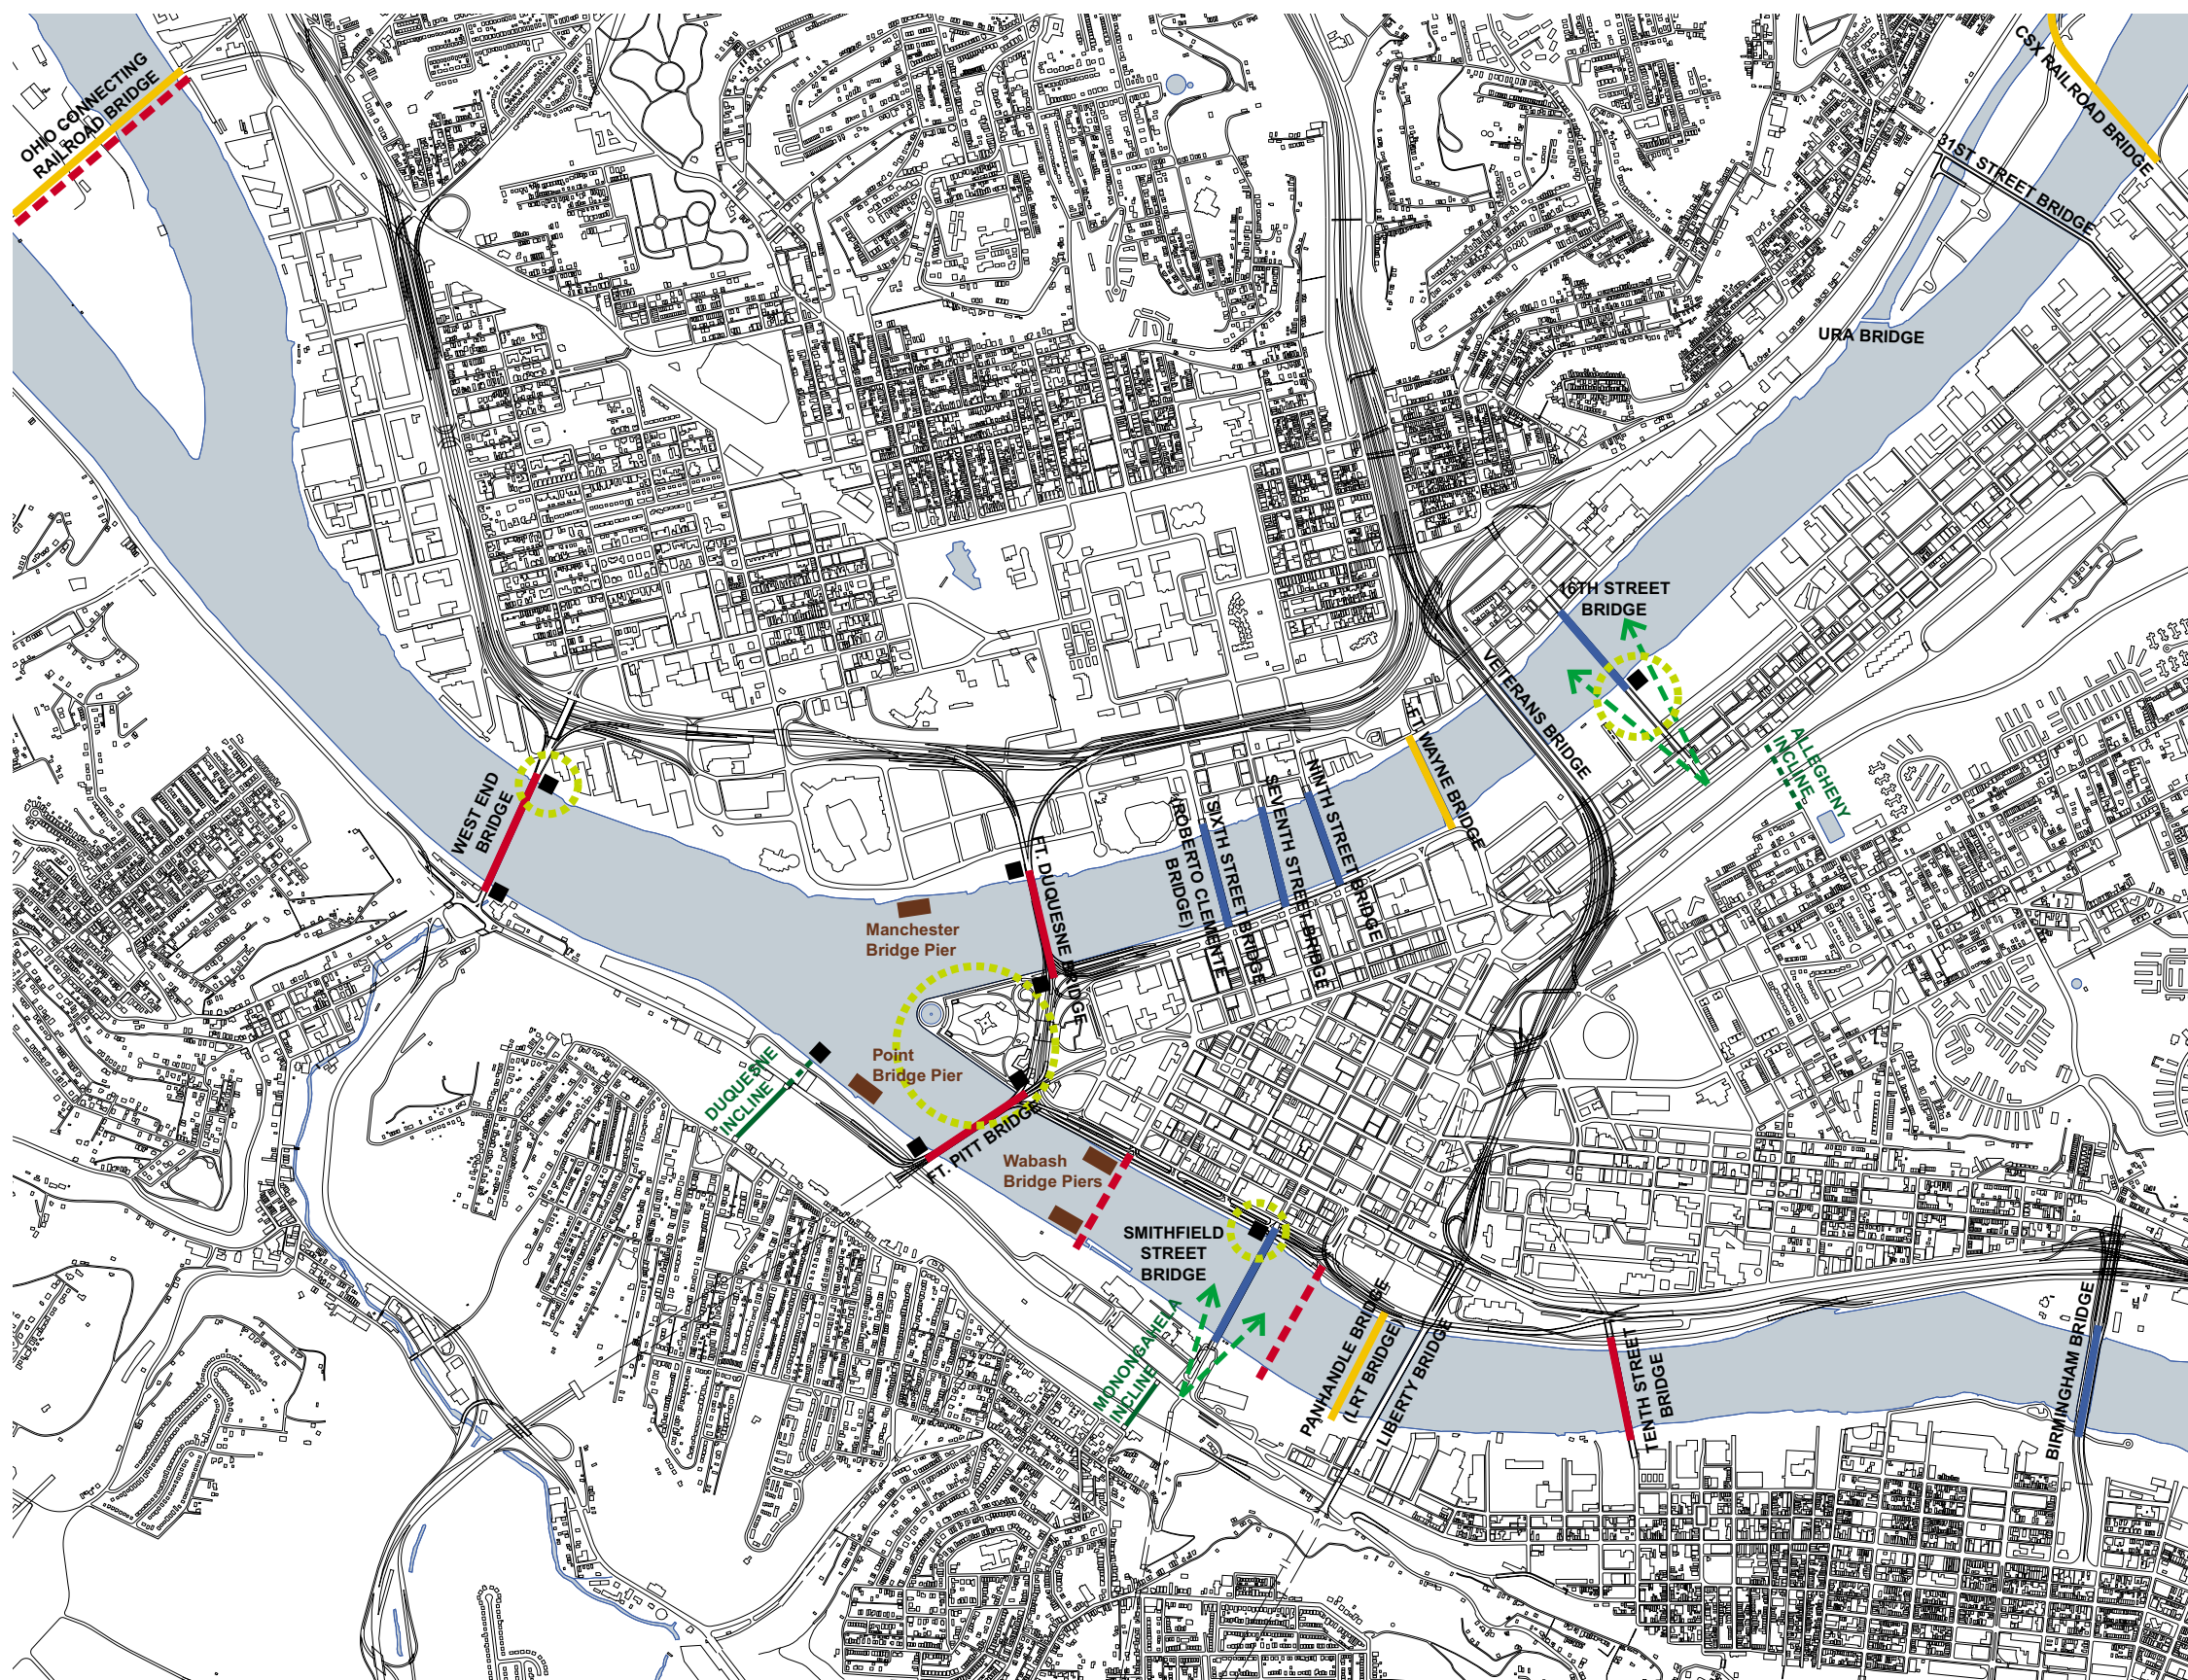 OHIO CONNECTING
RAILROAD BRIDGE
CSX RAILROAD BRIDGE
31ST STREET BRIDGE
URA BRIDGE
16TH STREET
BRIDGE
VETERANS BRIDGE
ALLEGHENY
INCLINE
FT. WAYNE BRIDGE
WEST END
BRIDGE
NINTH STREET BRIDGE
SEVENTH STREET BRIDGE
SIXTH STREET BRIDGE
(ROBERTO CLEMENTE
BRIDGE)
FT. DUQUESNE BRIDGE
Manchester
Bridge Pier
Point
Bridge Pier
DUQUESNE
INCLINE
FT. PITT BRIDGE
Wabash
Bridge Piers
SMITHFIELD
STREET
BRIDGE
MONONGAHELA
INCLINE
PANHANDLE BRIDGE
(LRT BRIDGE)
LIBERTY BRIDGE
TENTH STREET
BRIDGE
BIRMINGHAM BRIDGE